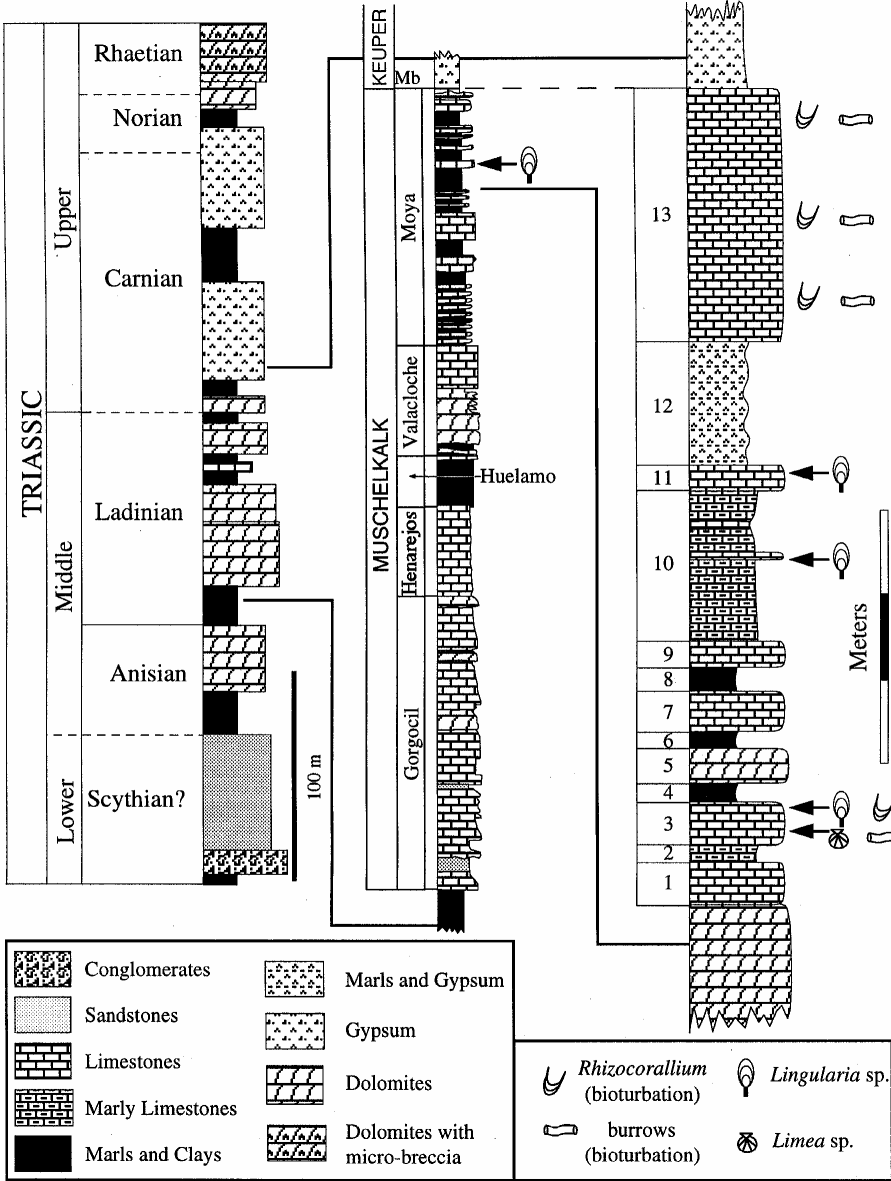 TRIASSIC
Upper
Middle
Lower
Rhaetian
Norian
Carnian
Ladinian
Anisian
Scythian?
100 m
KEUPER
MUSCHELKALK
Mb
Moya
Valacloche
Huelamo
Henarejos
Gorgocil
13
12
11
10
9
8
7
6
5
4
3
2
1
Meters
Conglomerates
Sandstones
Limestones
Marly Limestones
Marls and Clays
Marls and Gypsum
Gypsum
Dolomites
Dolomites with
micro-breccia
Rhizocorallium
(bioturbation)
burrows
(bioturbation)
Lingularia sp.
Limea sp.